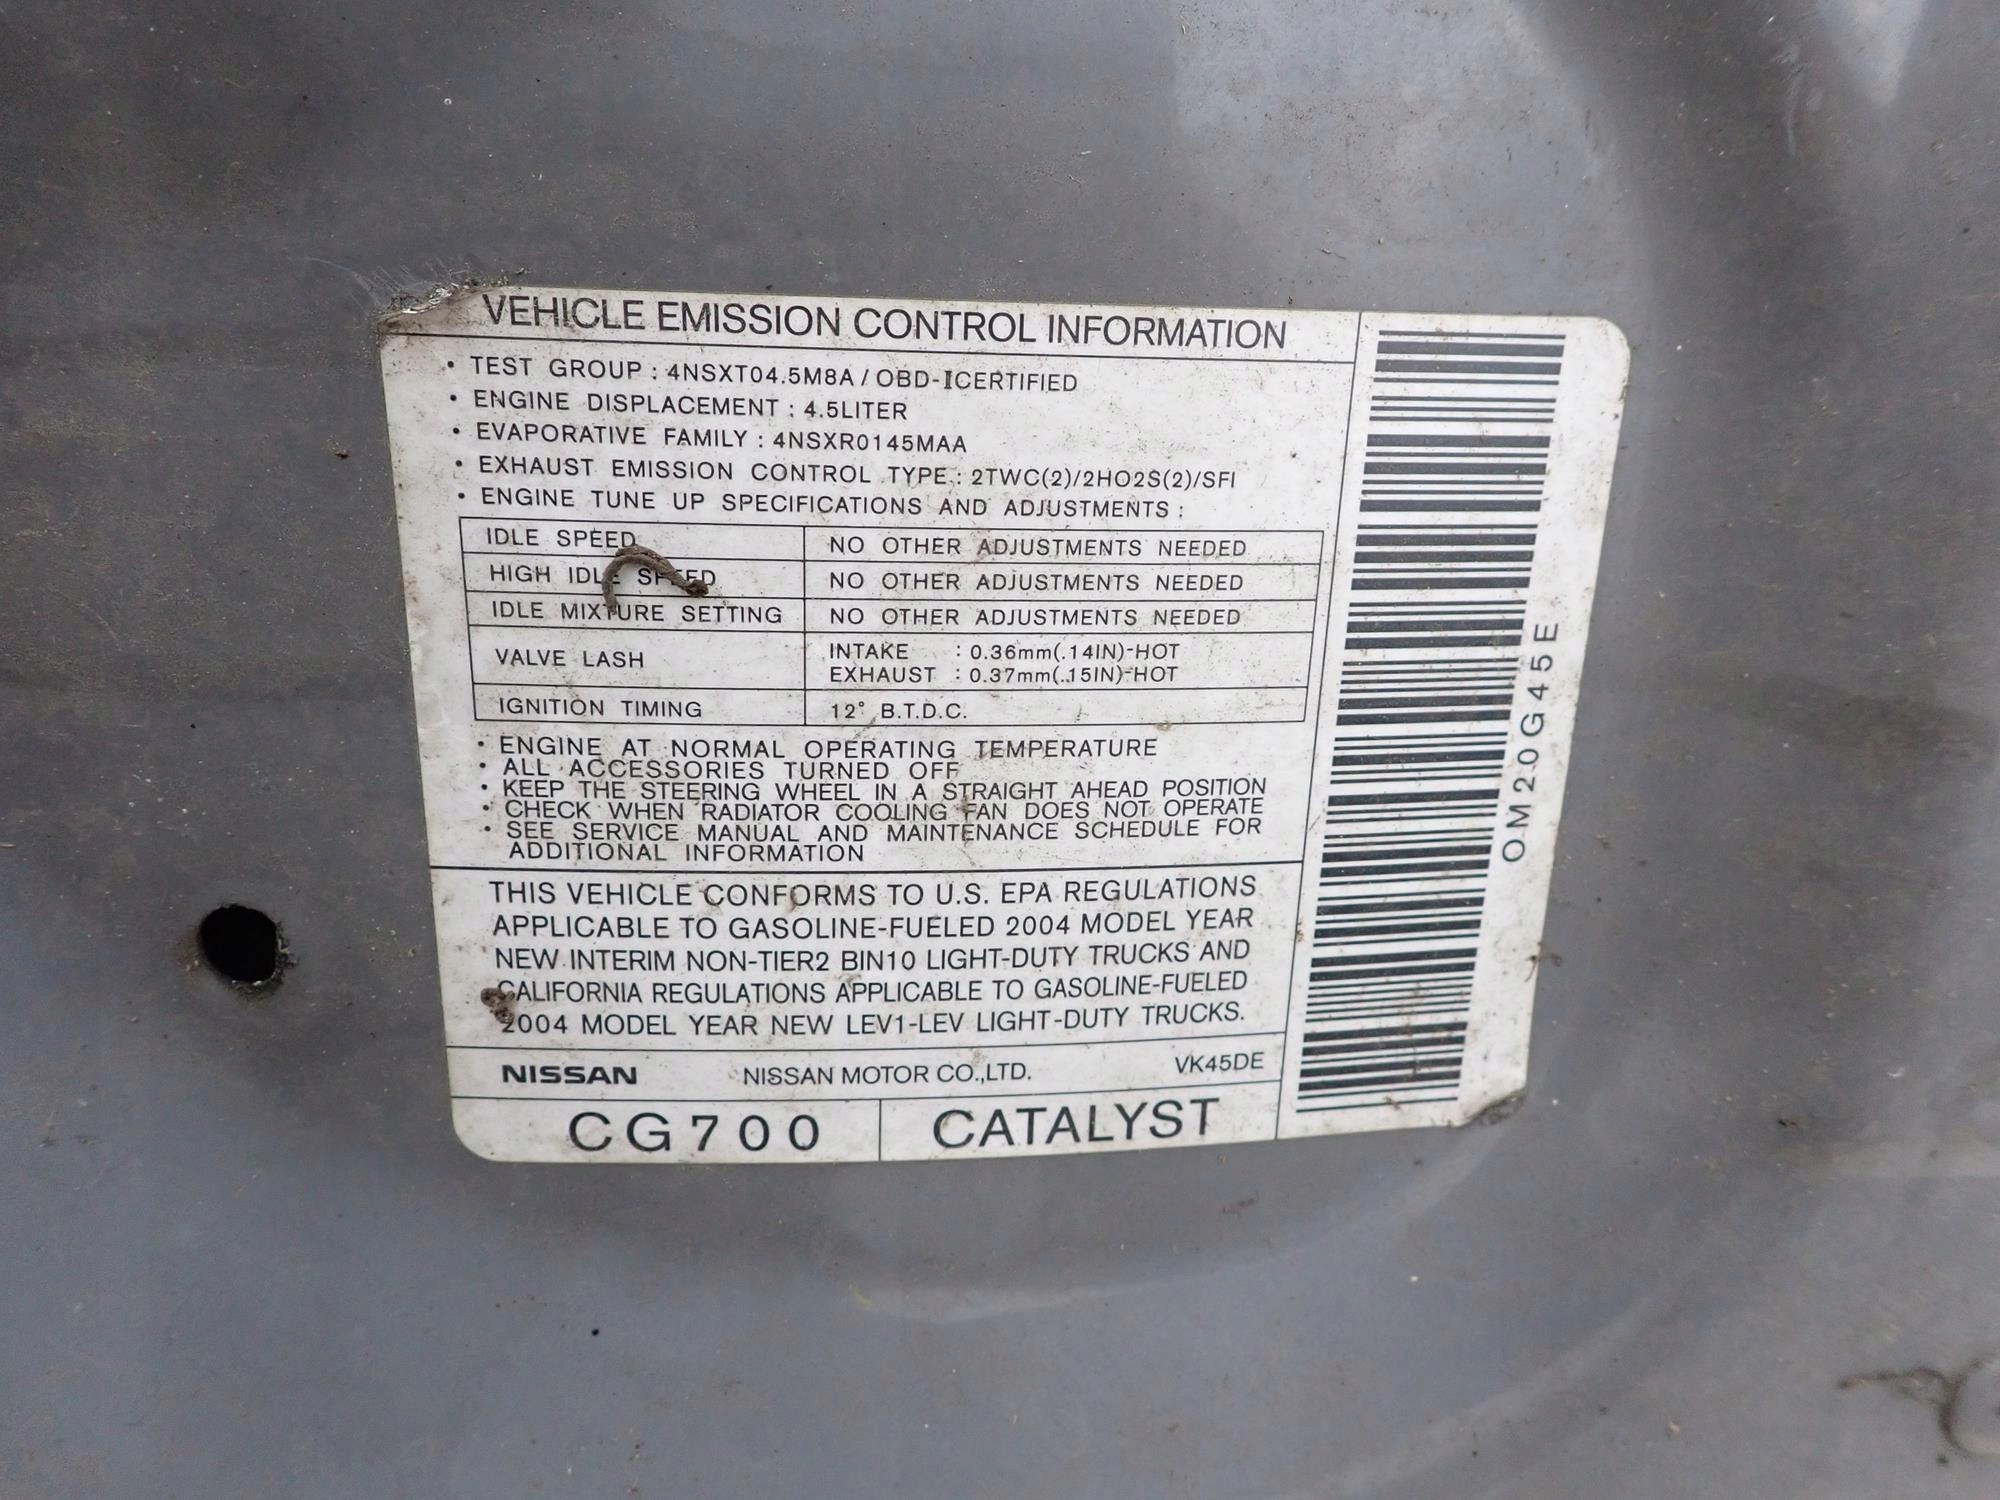 VEHICLE EMISSION CONTROL INFORMATION
• TEST GROUP : 4NSXT04.5M8A / OBD-ⅡCERTIFIED
• ENGINE DISPLACEMENT : 4.5LITER
• EVAPORATIVE FAMILY : 4NSXR0145MAA
• EXHAUST EMISSION CONTROL TYPE : 2TWC(2)/2HO2S(2)/SFI
• ENGINE TUNE UP SPECIFICATIONS AND ADJUSTMENTS :
IDLE SPEED NO OTHER ADJUSTMENTS NEEDED
HIGH IDLE SPEED NO OTHER ADJUSTMENTS NEEDED
IDLE MIXTURE SETTING NO OTHER ADJUSTMENTS NEEDED
VALVE LASH INTAKE : 0.36mm(.14IN)-HOT
EXHAUST : 0.37mm(.15IN)-HOT
IGNITION TIMING 12° B.T.D.C.
• ENGINE AT NORMAL OPERATING TEMPERATURE
• ALL ACCESSORIES TURNED OFF
• KEEP THE STEERING WHEEL IN A STRAIGHT AHEAD POSITION
• CHECK WHEN RADIATOR COOLING FAN DOES NOT OPERATE
• SEE SERVICE MANUAL AND MAINTENANCE SCHEDULE FOR
ADDITIONAL INFORMATION
THIS VEHICLE CONFORMS TO U.S. EPA REGULATIONS
APPLICABLE TO GASOLINE-FUELED 2004 MODEL YEAR
NEW INTERIM NON-TIER2 BIN10 LIGHT-DUTY TRUCKS AND
CALIFORNIA REGULATIONS APPLICABLE TO GASOLINE-FUELED
2004 MODEL YEAR NEW LEV1-LEV LIGHT-DUTY TRUCKS.
NISSAN NISSAN MOTOR CO.,LTD. VK45DE
CG700 CATALYST
OM20G45E